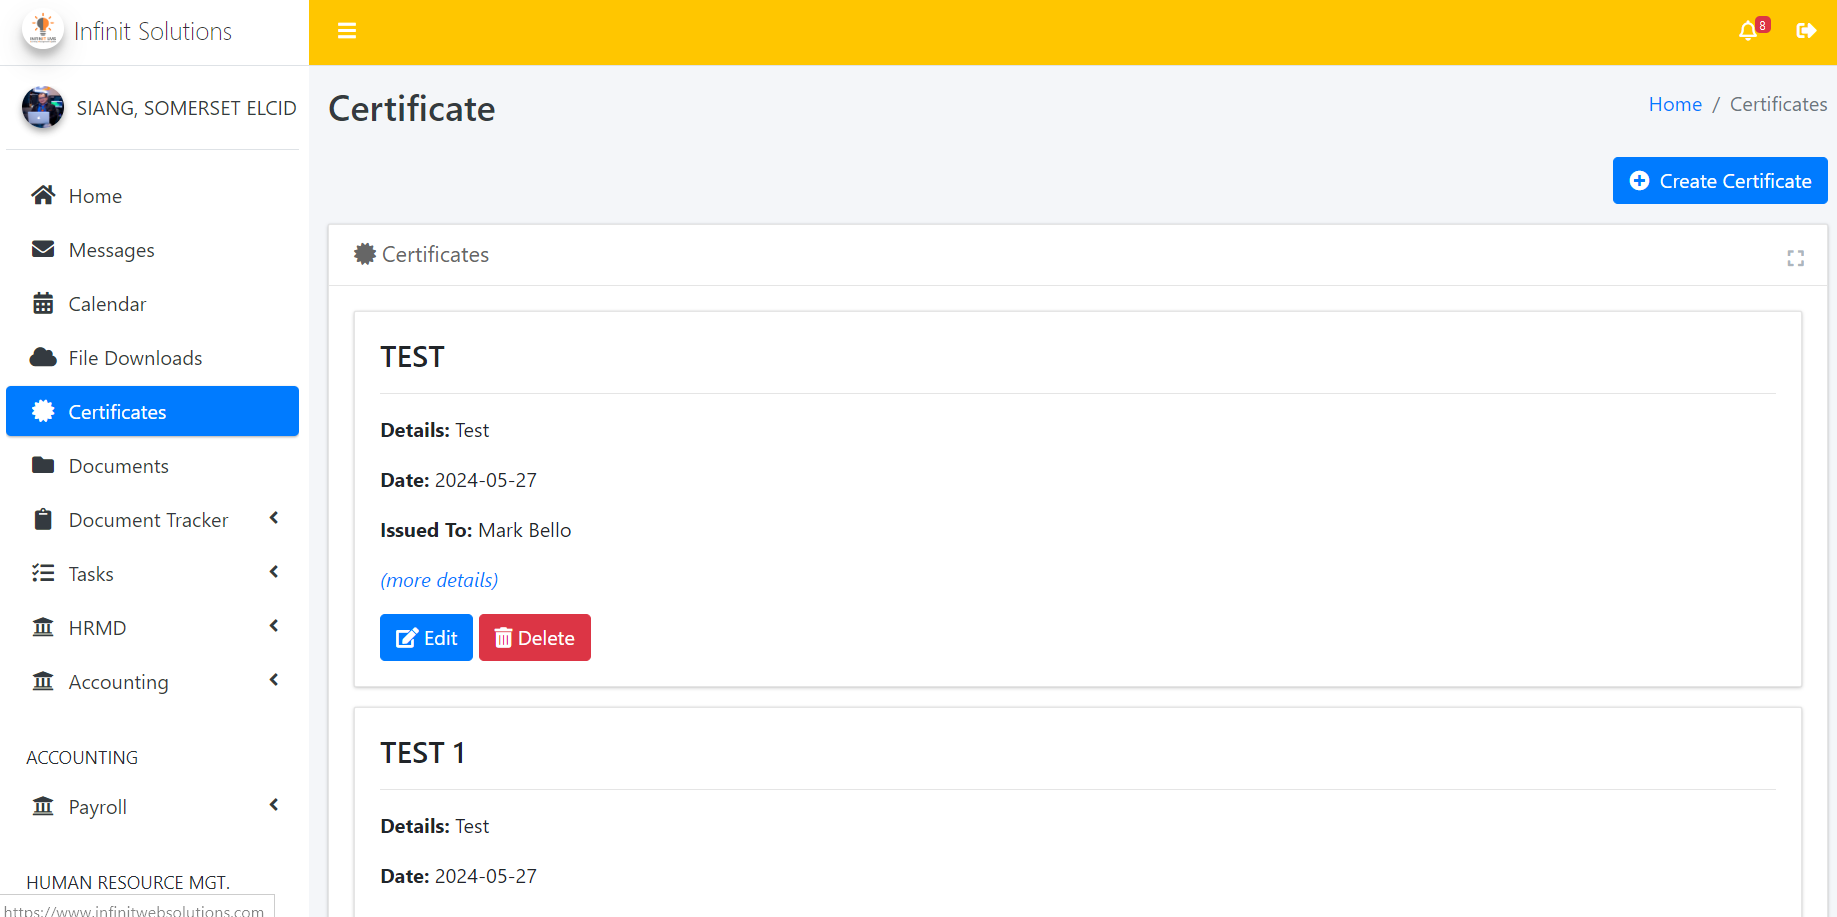 Infinit Solutions
8
SIANG, SOMERSET ELCID
Home
Messages
Calendar
File Downloads
Certificates
Documents
Document Tracker
Tasks
HRMD
Accounting
ACCOUNTING
Payroll
HUMAN RESOURCE MGT.
https://www.infinitwebsolutions.com
Certificate
Home / Certificates
Create Certificate
Certificates
TEST
Details: Test
Date: 2024-05-27
Issued To: Mark Bello
(more details)
Edit Delete
TEST 1
Details: Test
Date: 2024-05-27